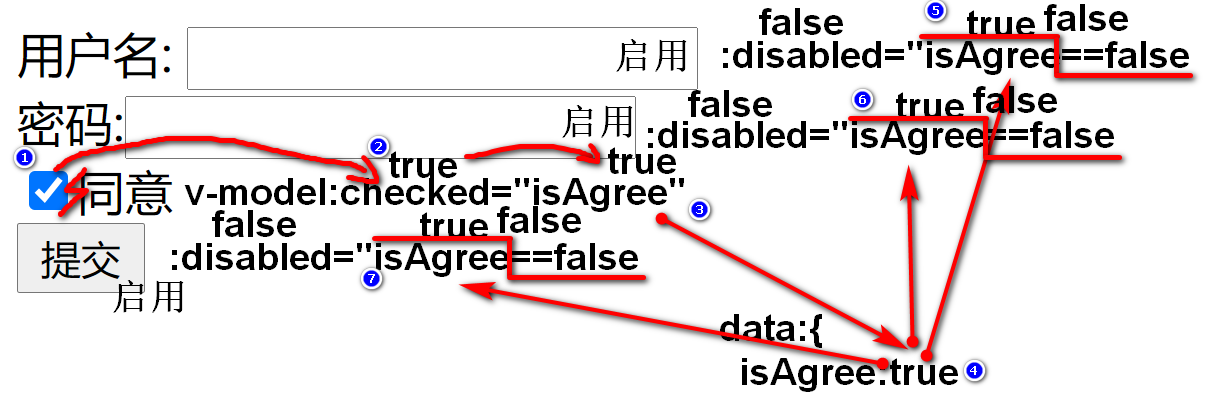 false ⑤ true false
用户名: 启用 :disabled="isAgree==false
false ⑥ true false
密码: 启用 :disabled="isAgree==false
① ② true true
同意 v-model:checked="isAgree" ③
false true false
提交 :disabled="isAgree==false
启用 ⑦
data:{
isAgree:true ④